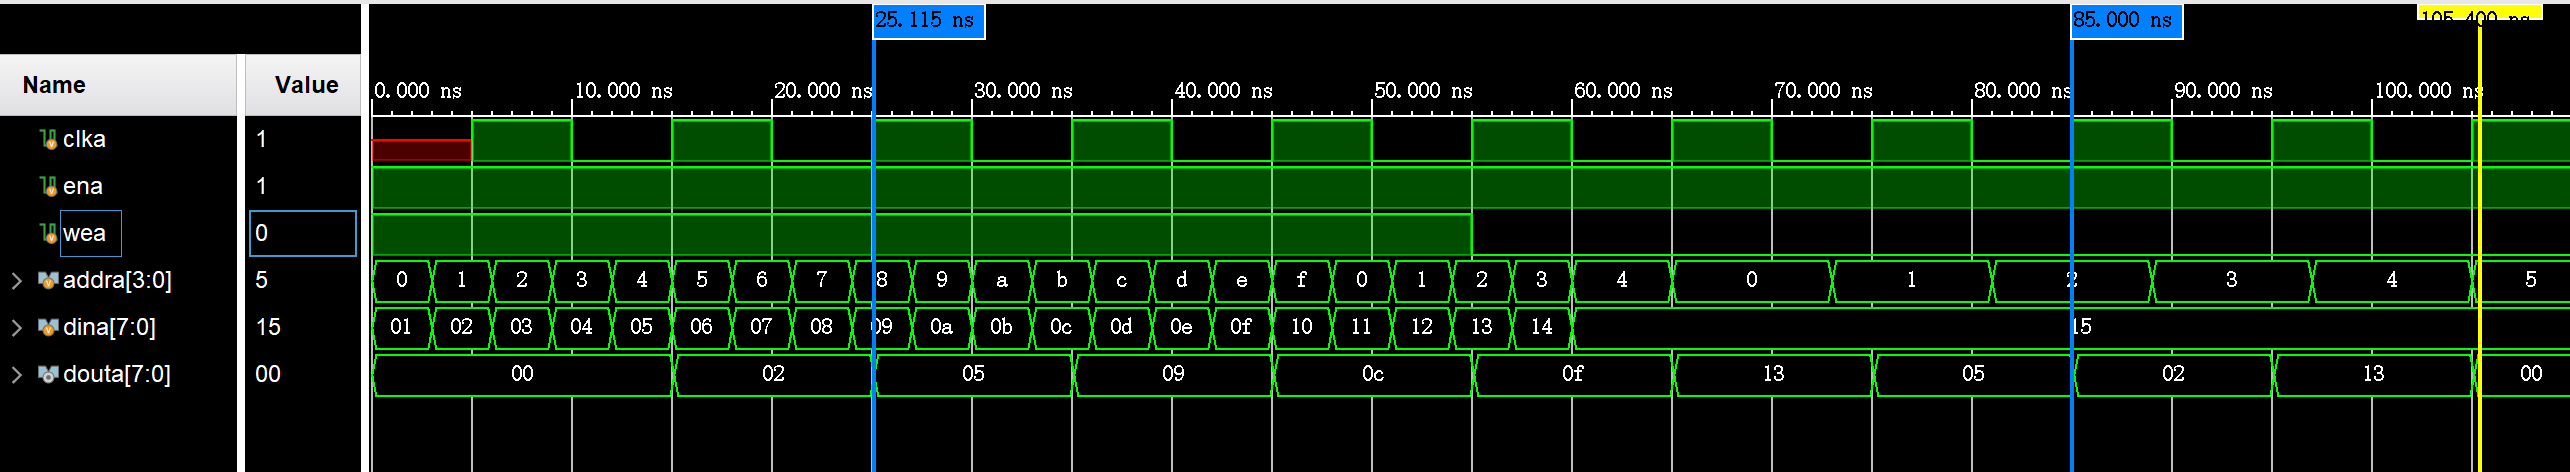 25.115 ns 85.000 ns 105.400 ns
Name Value 0.000 ns 10.000 ns 20.000 ns 30.000 ns 40.000 ns 50.000 ns 60.000 ns 70.000 ns 80.000 ns 90.000 ns 100.000 ns
clka 1
ena 1
wea 0
addra[3:0] 5 0 1 2 3 4 5 6 7 8 9 a b c d e f 0 1 2 3 4 0 1 2 3 4 5
dina[7:0] 15 01 02 03 04 05 06 07 08 09 0a 0b 0c 0d 0e 0f 10 11 12 13 14 15
douta[7:0] 00 00 02 05 09 0c 0f 13 05 02 13 00